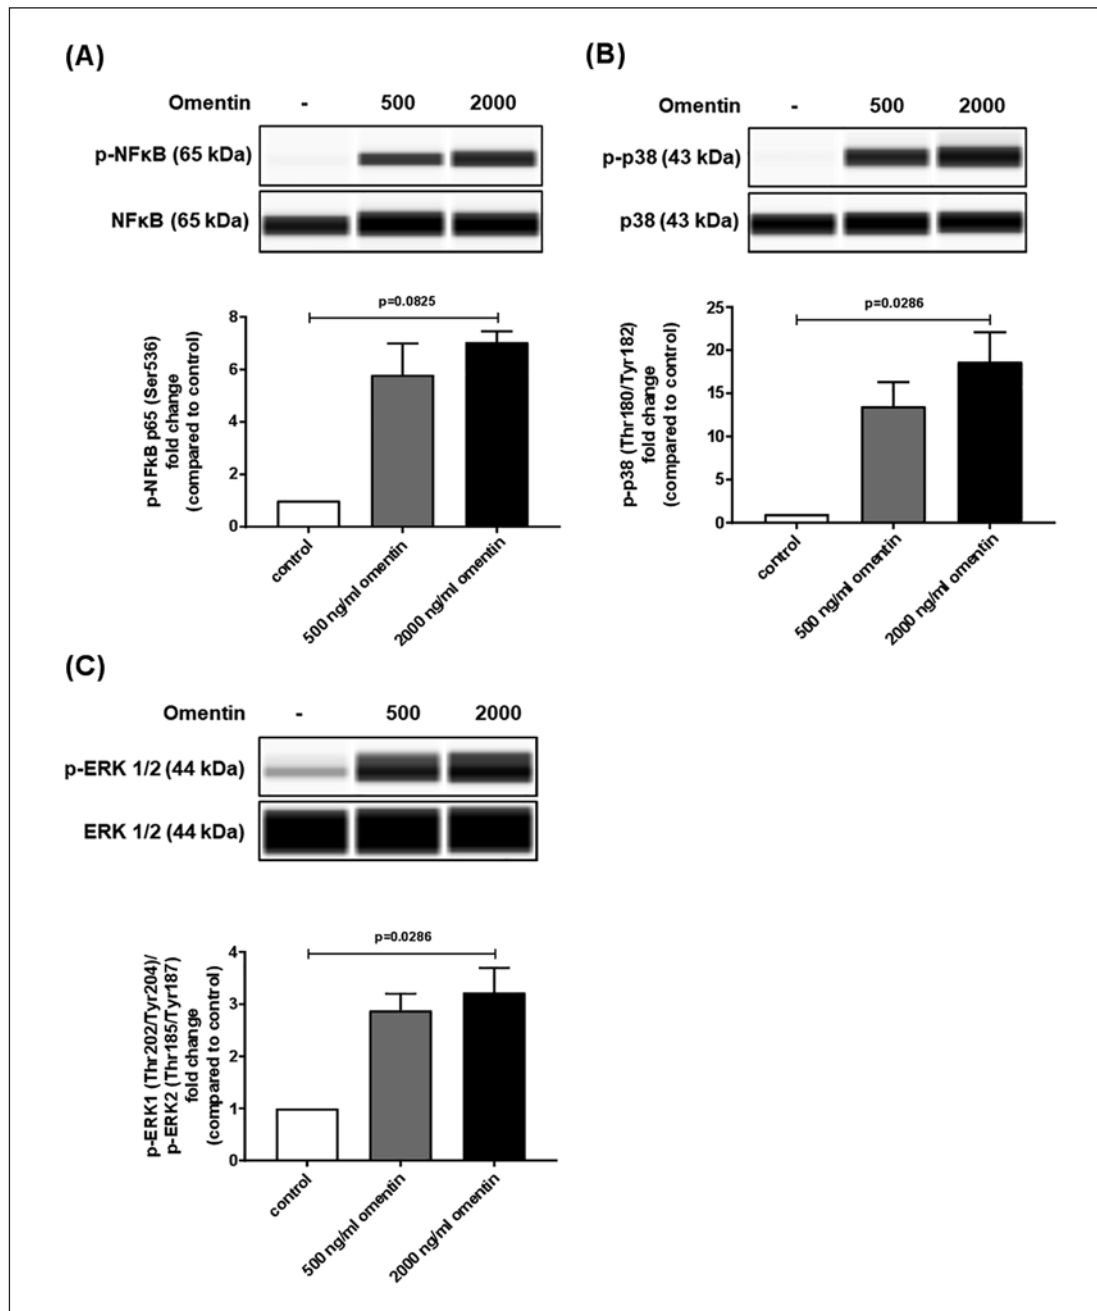 (A)
Omentin - 500 2000
p-NFκB (65 kDa)
NFκB (65 kDa)
p=0.0825
p-NFkB p65 (Ser536)
fold change
(compared to control)
8
6
4
2
0
control
500 ng/ml omentin
2000 ng/ml omentin
(B)
Omentin - 500 2000
p-p38 (43 kDa)
p38 (43 kDa)
p=0.0286
p-p38 (Thr180/Tyr182)
fold change
(compared to control)
25
20
15
10
5
0
control
500 ng/ml omentin
2000 ng/ml omentin
(C)
Omentin - 500 2000
p-ERK 1/2 (44 kDa)
ERK 1/2 (44 kDa)
p=0.0286
p-ERK1 (Thr202/Tyr204)/
p-ERK2 (Thr185/Tyr187)
fold change
(compared to control)
4
3
2
1
0
control
500 ng/ml omentin
2000 ng/ml omentin